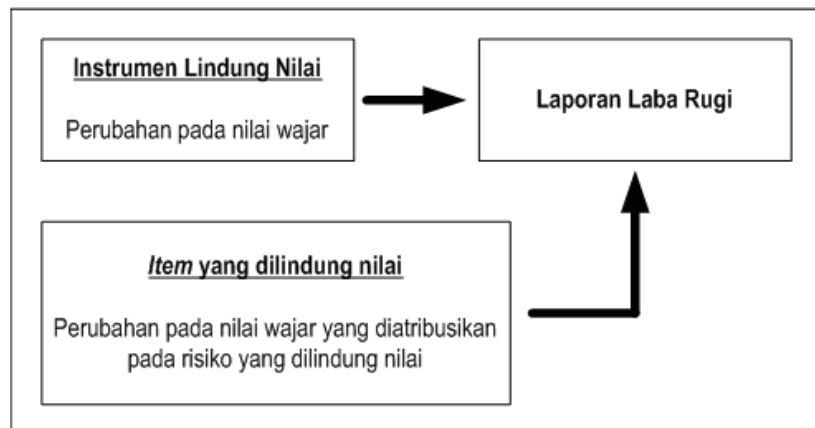 Instrumen Lindung Nilai
Perubahan pada nilai wajar
Laporan Laba Rugi
Item yang dilindung nilai
Perubahan pada nilai wajar yang diatribusikan
pada risiko yang dilindung nilai